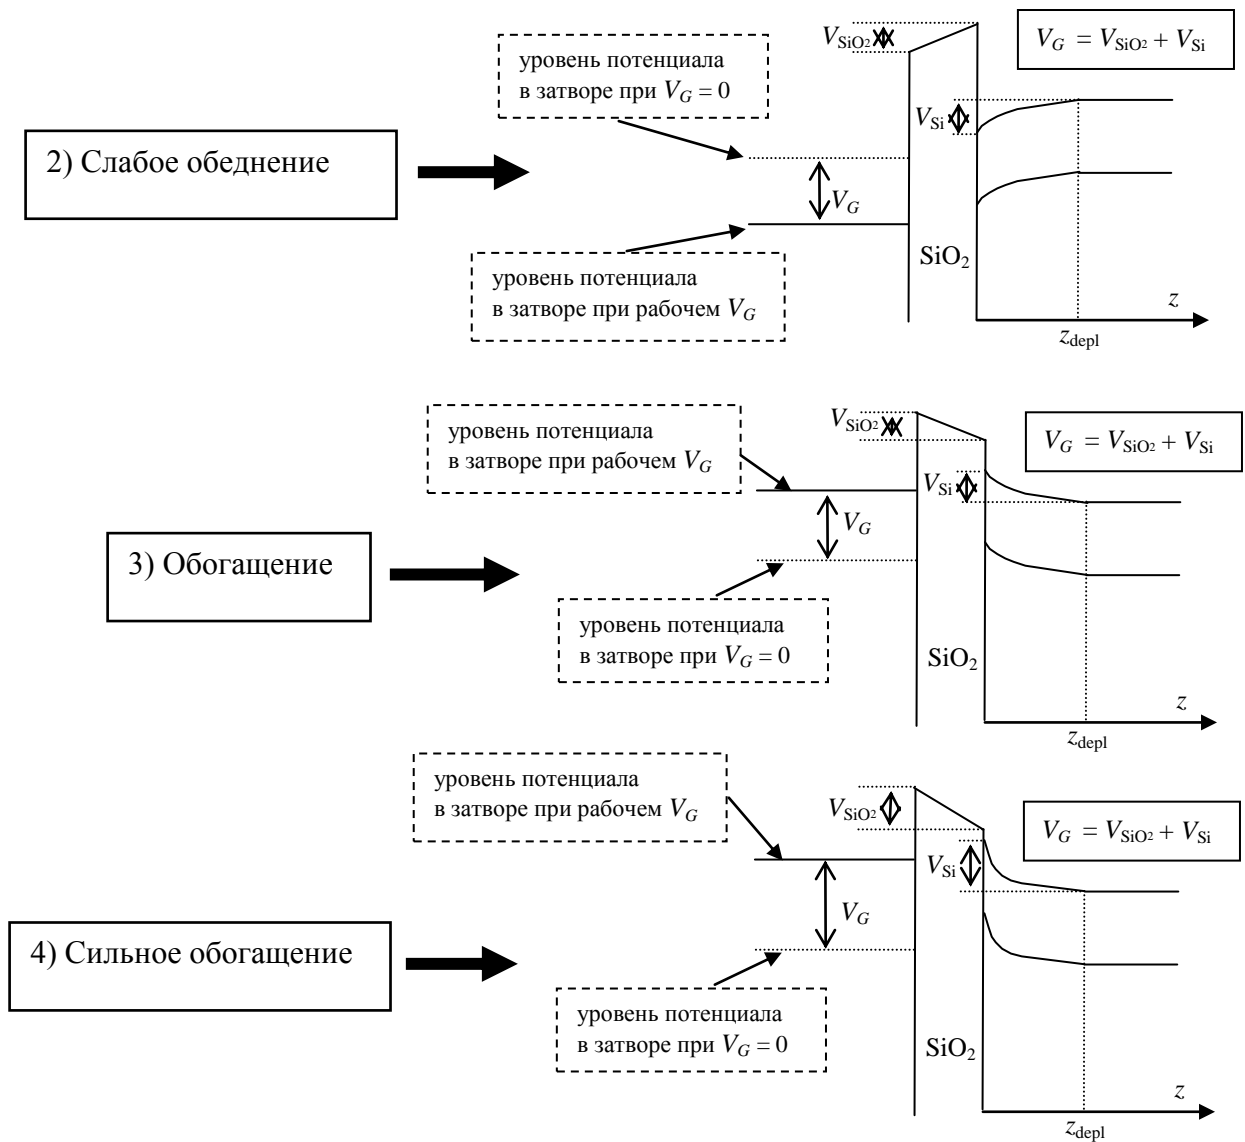 V_SiO2
V_G = V_SiO2 + V_Si
уровень потенциала
в затворе при V_G = 0
V_Si
2) Слабое обеднение
V_G
SiO2
уровень потенциала
в затворе при рабочем V_G
z
z_depl
V_SiO2
уровень потенциала
в затворе при рабочем V_G
V_G = V_SiO2 + V_Si
V_Si
V_G
3) Обогащение
уровень потенциала
в затворе при V_G = 0
SiO2
z
z_depl
уровень потенциала
в затворе при рабочем V_G
V_SiO2
V_G = V_SiO2 + V_Si
V_Si
V_G
4) Сильное обогащение
уровень потенциала
в затворе при V_G = 0
SiO2
z
z_depl